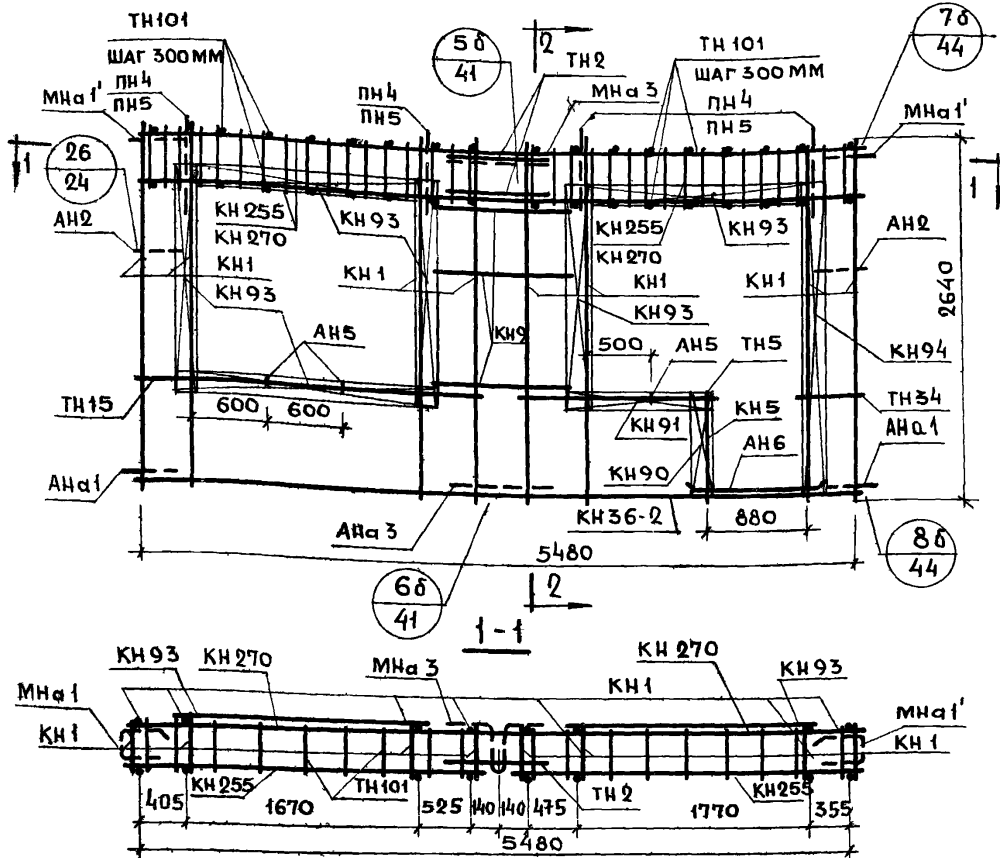 ТН101
ШАГ 300ММ
МНа1'
ПН4
ПН5
ПН4
ПН5
5б
41
2
ТН2
МНа3
ТН101
ШАГ 300ММ
ПН4
ПН5
7б
44
МНа1'
1
26
24
1
АН2
КН255
КН270
КН93
КН1
КН93
КН1
КН255
КН270
КН93
КН1
КН93
КН1
АН2
2640
КН9
500
АН5
АН5
ТН5
КН94
ТН15
600
600
КН91
КН5
ТН34
АНа1
КН90
АН6
АНа1
АНа3
КН36-2
880
5480
8б
44
6б
41
2
1-1
КН93
КН270
МНа3
КН270
КН1
КН93
МНа1
КН1
МНа1'
КН1
КН255
ТН101
ТН2
КН255
405
1670
525
140
140
475
1770
355
5480